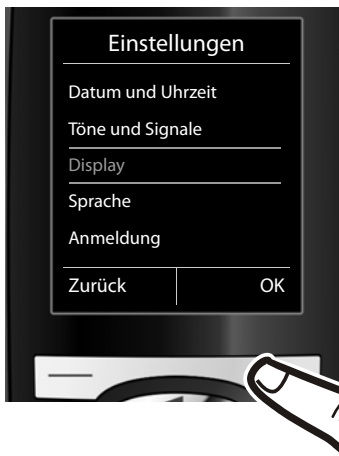 Einstellungen
Datum und Uhrzeit
Töne und Signale
Display
Sprache
Anmeldung
Zurück OK